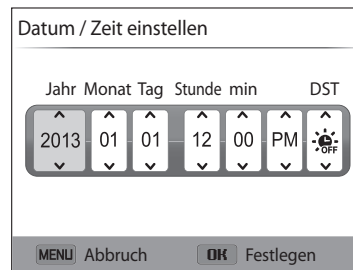 Datum / Zeit einstellen
Jahr Monat Tag Stunde min DST
2013 01 01 12 00 PM OFF
MENU Abbruch OK Festlegen